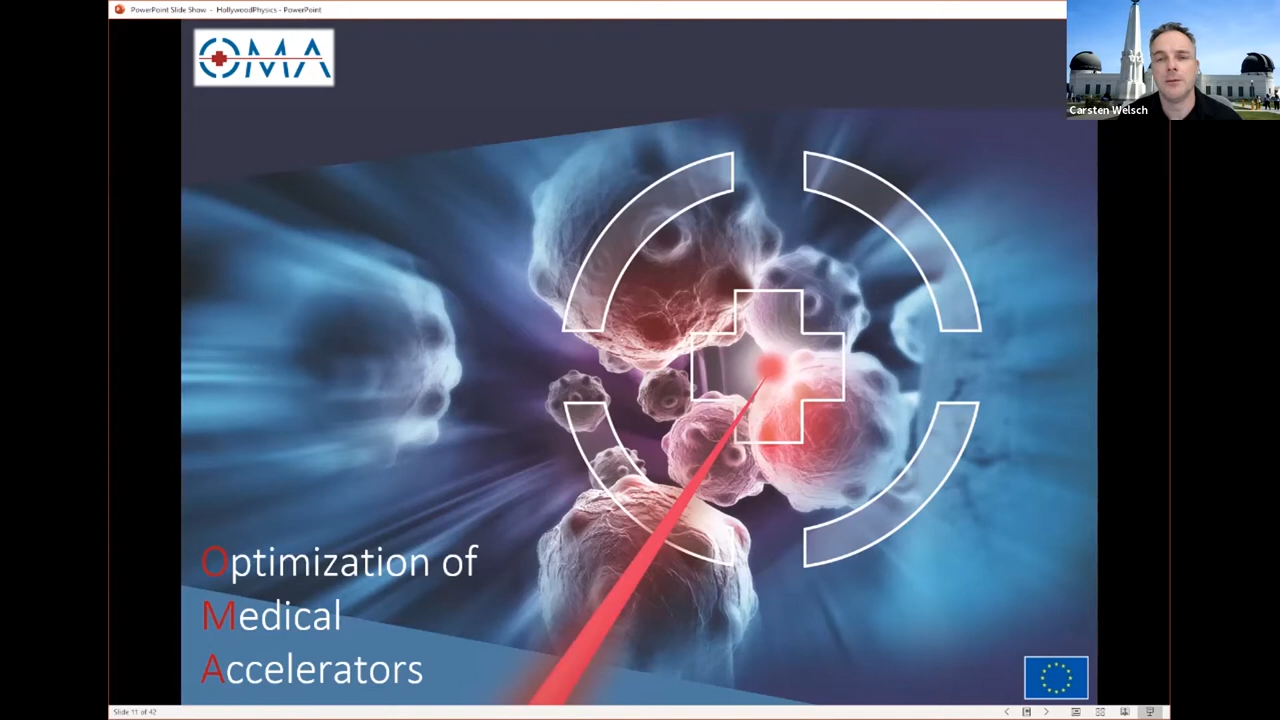 PowerPoint Slide Show - HollywoodPhysics - PowerPoint
OMA
Carsten Welsch
Optimization of
Medical
Accelerators
Slide 11 of 42